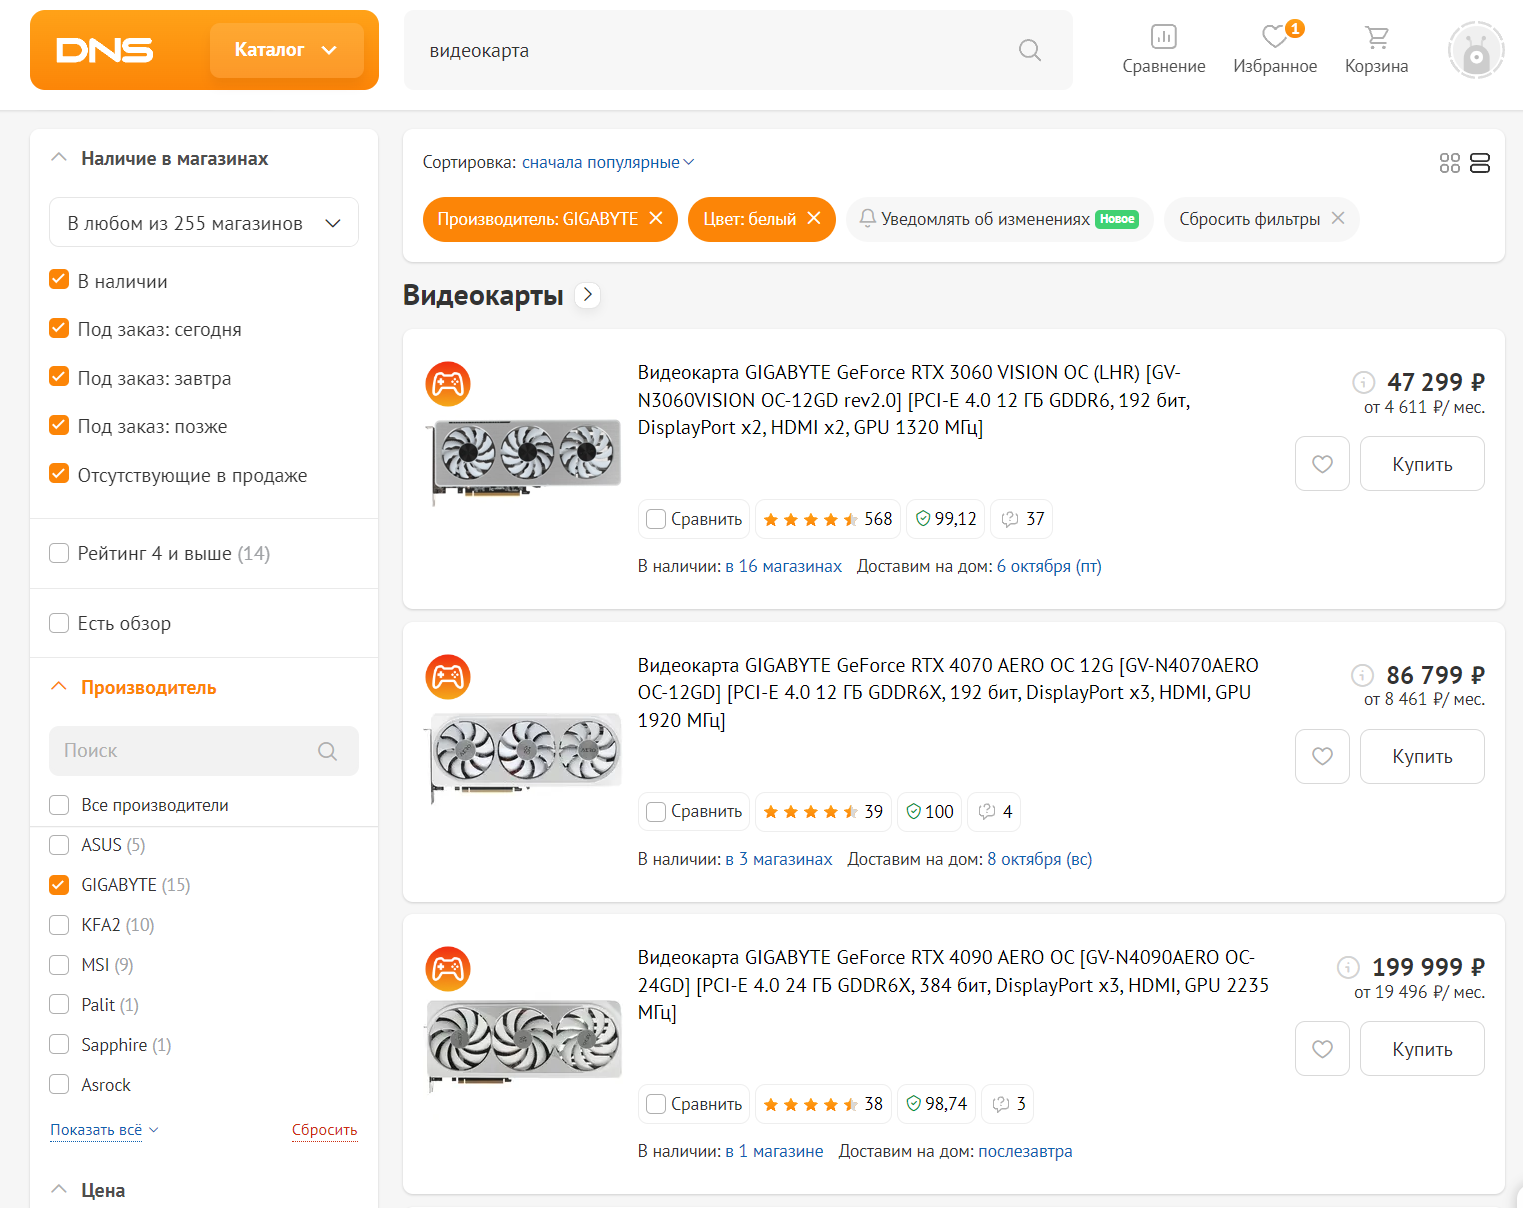 DNS
Каталог
видеокарта
Сравнение
1
Избранное
Корзина
Наличие в магазинах
В любом из 255 магазинов
В наличии
Под заказ: сегодня
Под заказ: завтра
Под заказ: позже
Отсутствующие в продаже
Рейтинг 4 и выше (14)
Есть обзор
Производитель
Поиск
Все производители
ASUS (5)
GIGABYTE (15)
KFA2 (10)
MSI (9)
Palit (1)
Sapphire (1)
Asrock
Показать всё
Сбросить
Цена
Сортировка: сначала популярные
Производитель: GIGABYTE
Цвет: белый
Уведомлять об изменениях Новое
Сбросить фильтры
Видеокарты
Видеокарта GIGABYTE GeForce RTX 3060 VISION OC (LHR) [GV-
N3060VISION OC-12GD rev2.0] [PCI-E 4.0 12 ГБ GDDR6, 192 бит,
DisplayPort x2, HDMI x2, GPU 1320 МГц]
47 299 ₽
от 4 611 ₽/ мес.
Купить
Сравнить
568
99,12
37
В наличии: в 16 магазинах Доставим на дом: 6 октября (пт)
Видеокарта GIGABYTE GeForce RTX 4070 AERO OC 12G [GV-N4070AERO
OC-12GD] [PCI-E 4.0 12 ГБ GDDR6X, 192 бит, DisplayPort x3, HDMI, GPU
1920 МГц]
86 799 ₽
от 8 461 ₽/ мес.
Купить
Сравнить
39
100
4
В наличии: в 3 магазинах Доставим на дом: 8 октября (вс)
Видеокарта GIGABYTE GeForce RTX 4090 AERO OC [GV-N4090AERO OC-
24GD] [PCI-E 4.0 24 ГБ GDDR6X, 384 бит, DisplayPort x3, HDMI, GPU 2235
МГц]
199 999 ₽
от 19 496 ₽/ мес.
Купить
Сравнить
38
98,74
3
В наличии: в 1 магазине Доставим на дом: послезавтра